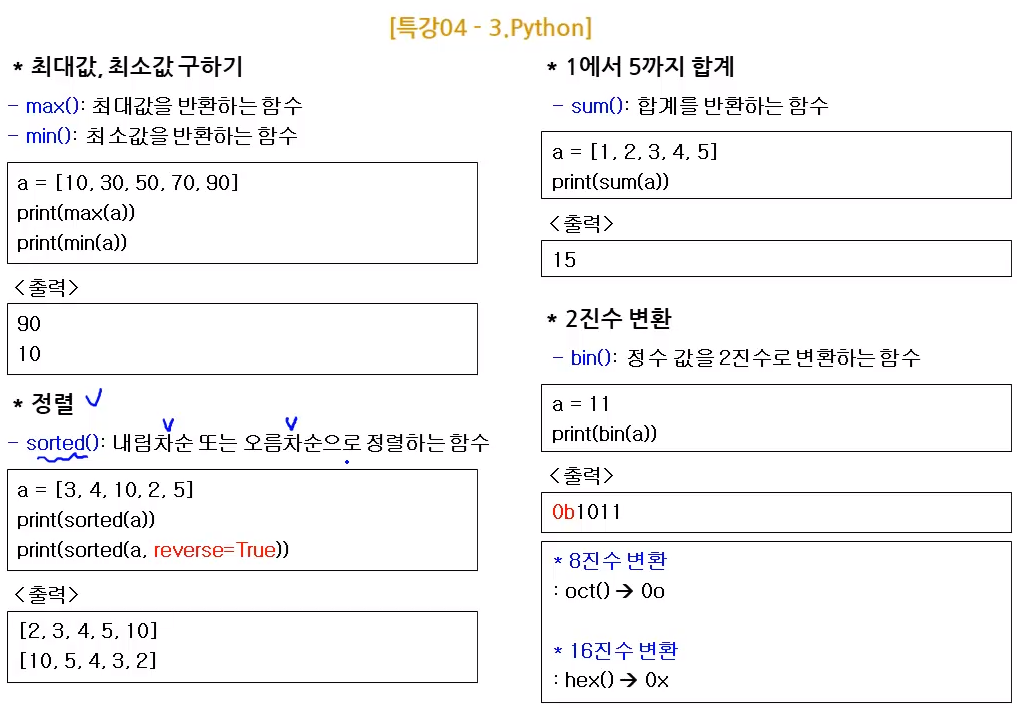 [특강04 - 3.Python]
* 최대값, 최소값 구하기
- max(): 최대값을 반환하는 함수
- min(): 최소값을 반환하는 함수
a = [10, 30, 50, 70, 90]
print(max(a))
print(min(a))
<출력>
90
10
* 정렬
- sorted(): 내림차순 또는 오름차순으로 정렬하는 함수
a = [3, 4, 10, 2, 5]
print(sorted(a))
print(sorted(a, reverse=True))
<출력>
[2, 3, 4, 5, 10]
[10, 5, 4, 3, 2]
* 1에서 5까지 합계
- sum(): 합계를 반환하는 함수
a = [1, 2, 3, 4, 5]
print(sum(a))
<출력>
15
* 2진수 변환
- bin(): 정수 값을 2진수로 변환하는 함수
a = 11
print(bin(a))
<출력>
0b1011
* 8진수 변환
: oct() → 0o
* 16진수 변환
: hex() → 0x